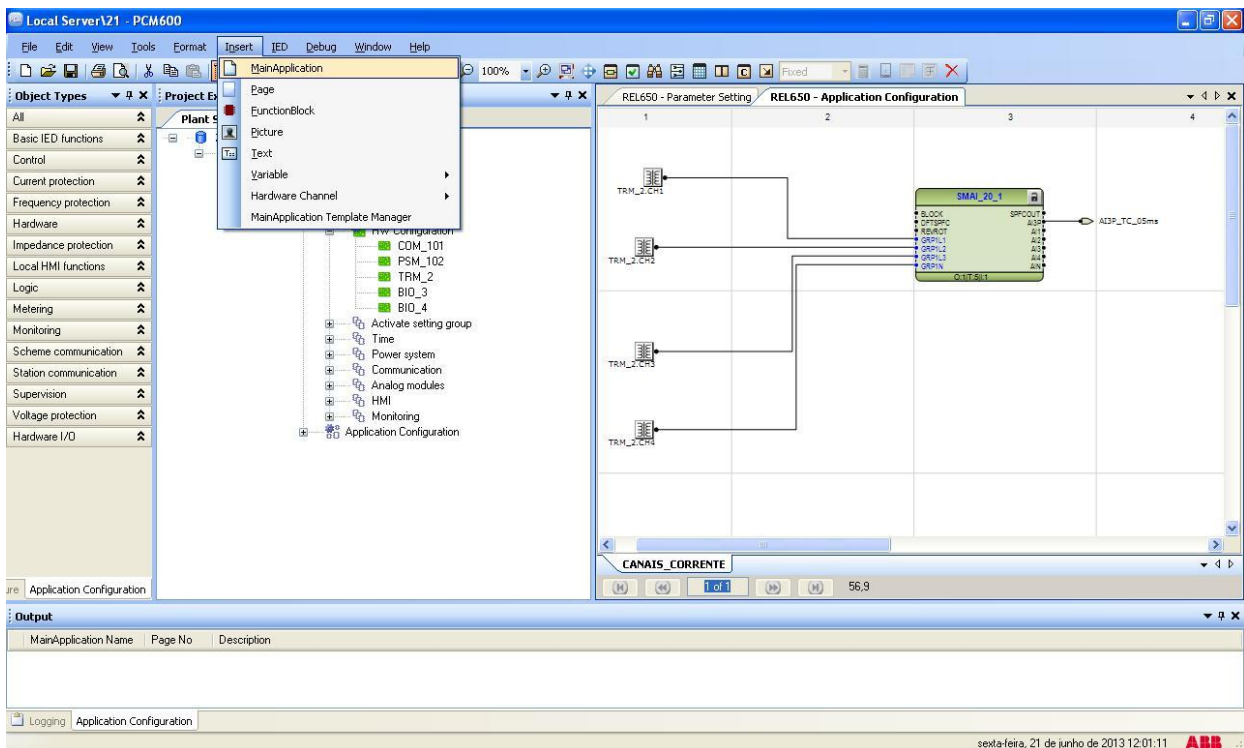 Local Server\21 - PCM600
File Edit View Tools Format Insert IED Debug Window Help
100%
Fixed
MainApplication
Page
FunctionBlock
Picture
Text
Variable
Hardware Channel
MainApplication Template Manager
Object Types
All
Basic IED functions
Control
Current protection
Frequency protection
Hardware
Impedance protection
Local HMI functions
Logic
Metering
Monitoring
Scheme communication
Station communication
Supervision
Voltage protection
Hardware I/O
Application Configuration
Project Ex
Plant S
HW Configuration
COM_101
PSM_102
TRM_2
BIO_3
BIO_4
Activate setting group
Time
Power system
Communication
Analog modules
HMI
Monitoring
Application Configuration
REL650 - Parameter Setting
REL650 - Application Configuration
1 2 3 4
TRM_2.CH1
TRM_2.CH2
TRM_2.CH3
TRM_2.CH4
SMAI_20_1
BLOCK SPFCOUT
DFTSPFC AI3P
REVROT AI1
GRP1L1 AI2
GRP1L2 AI3
GRP1L3 AI4
GRP1N AIN
O:1|T:5|I:1
AI3P_TC_05ms
CANAIS_CORRENTE
1 of 1
56,9
Output
MainApplication Name Page No Description
Logging
Application Configuration
sexta-feira, 21 de junho de 2013 12:01:11
ABB